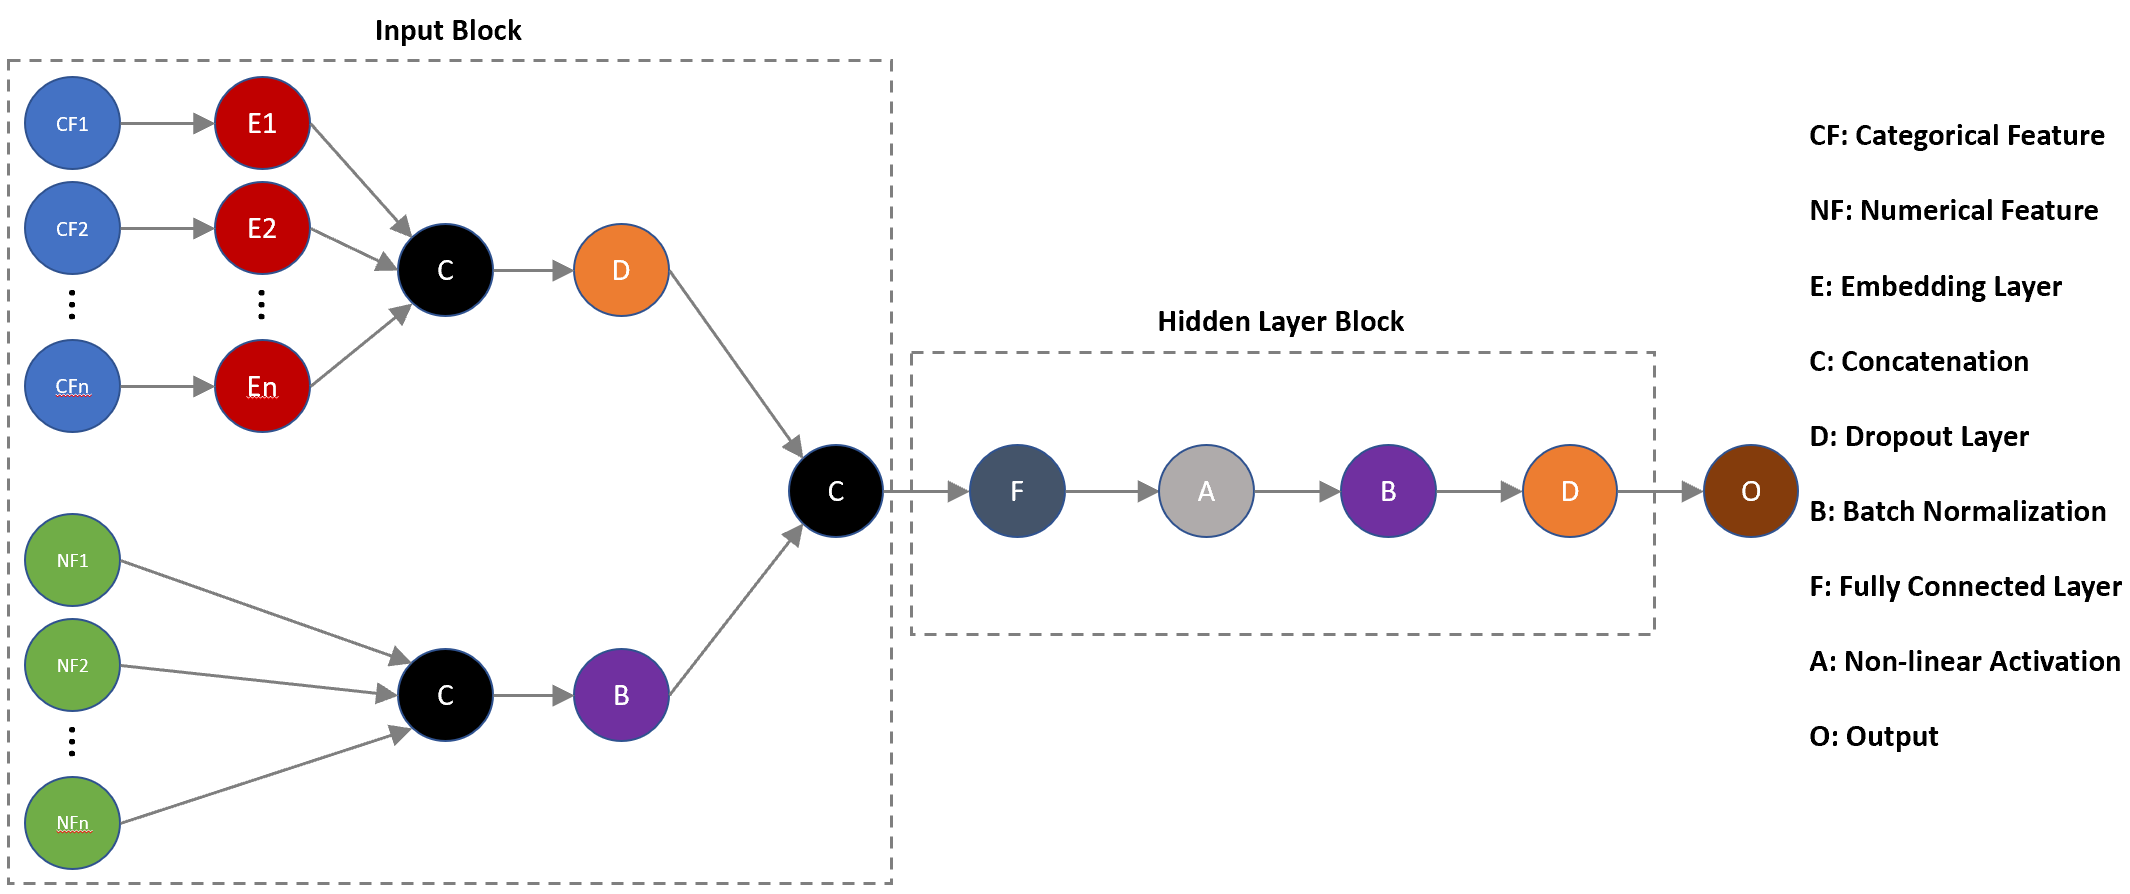 Input Block
CF1
E1
CF2
E2
C
D
CFn
En
NF1
NF2
C
B
NFn
C
Hidden Layer Block
F
A
B
D
O
CF: Categorical Feature
NF: Numerical Feature
E: Embedding Layer
C: Concatenation
D: Dropout Layer
B: Batch Normalization
F: Fully Connected Layer
A: Non-linear Activation
O: Output